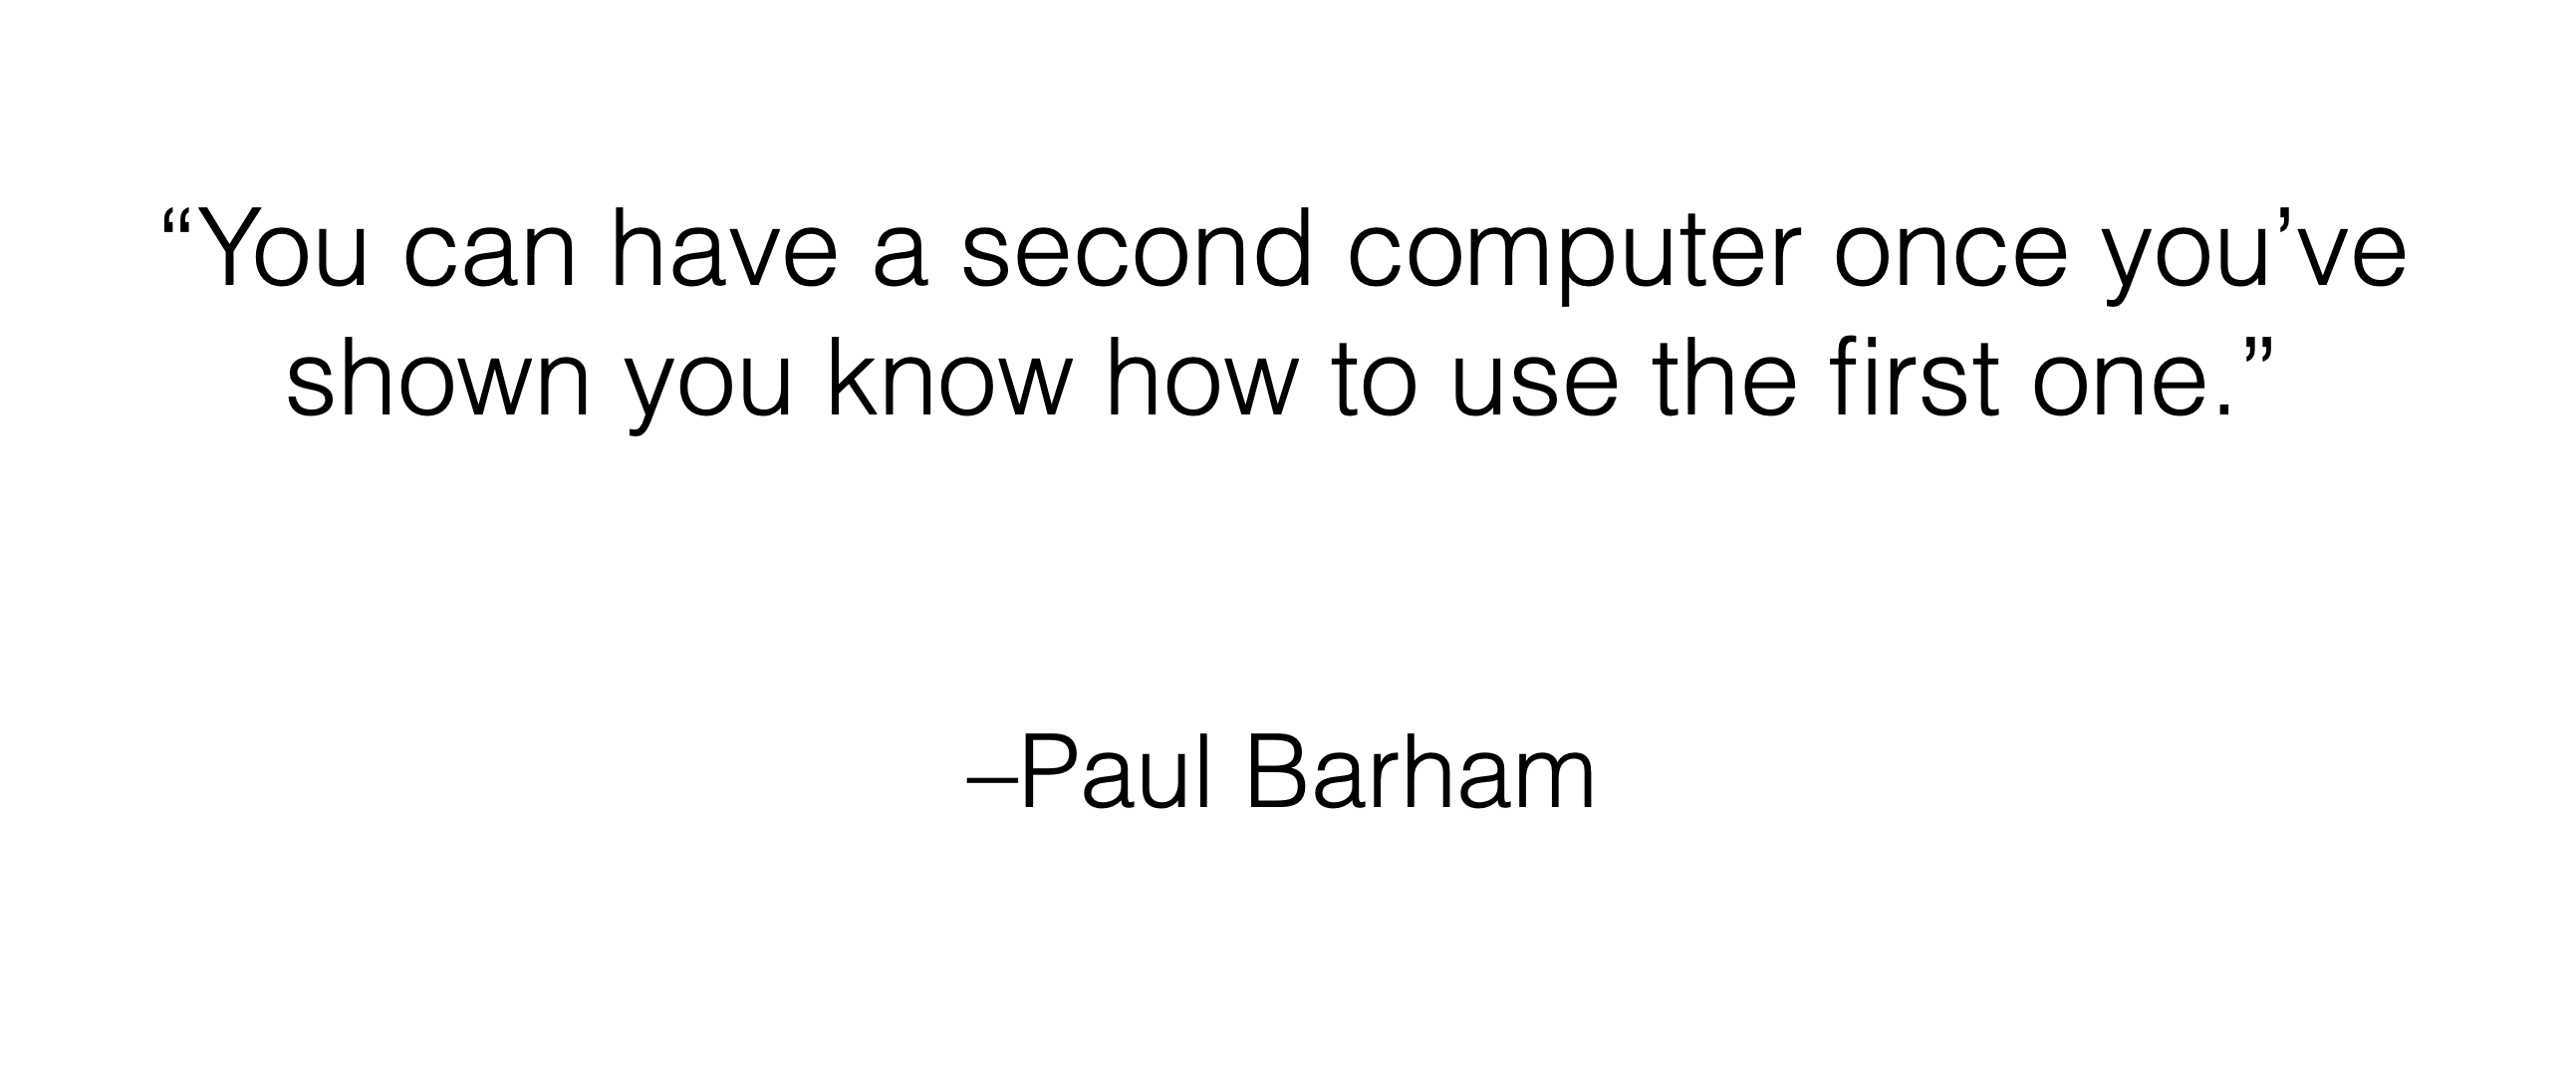 “You can have a second computer once you’ve
shown you know how to use the first one.”
–Paul Barham